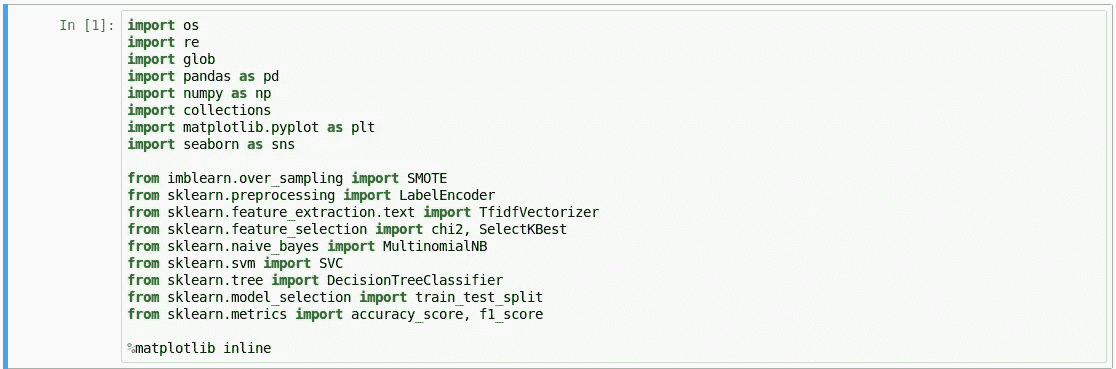 In [1]:
import os
import re
import glob
import pandas as pd
import numpy as np
import collections
import matplotlib.pyplot as plt
import seaborn as sns
from imblearn.over_sampling import SMOTE
from sklearn.preprocessing import LabelEncoder
from sklearn.feature_extraction.text import TfidfVectorizer
from sklearn.feature_selection import chi2, SelectKBest
from sklearn.naive_bayes import MultinomialNB
from sklearn.svm import SVC
from sklearn.tree import DecisionTreeClassifier
from sklearn.model_selection import train_test_split
from sklearn.metrics import accuracy_score, f1_score
%matplotlib inline